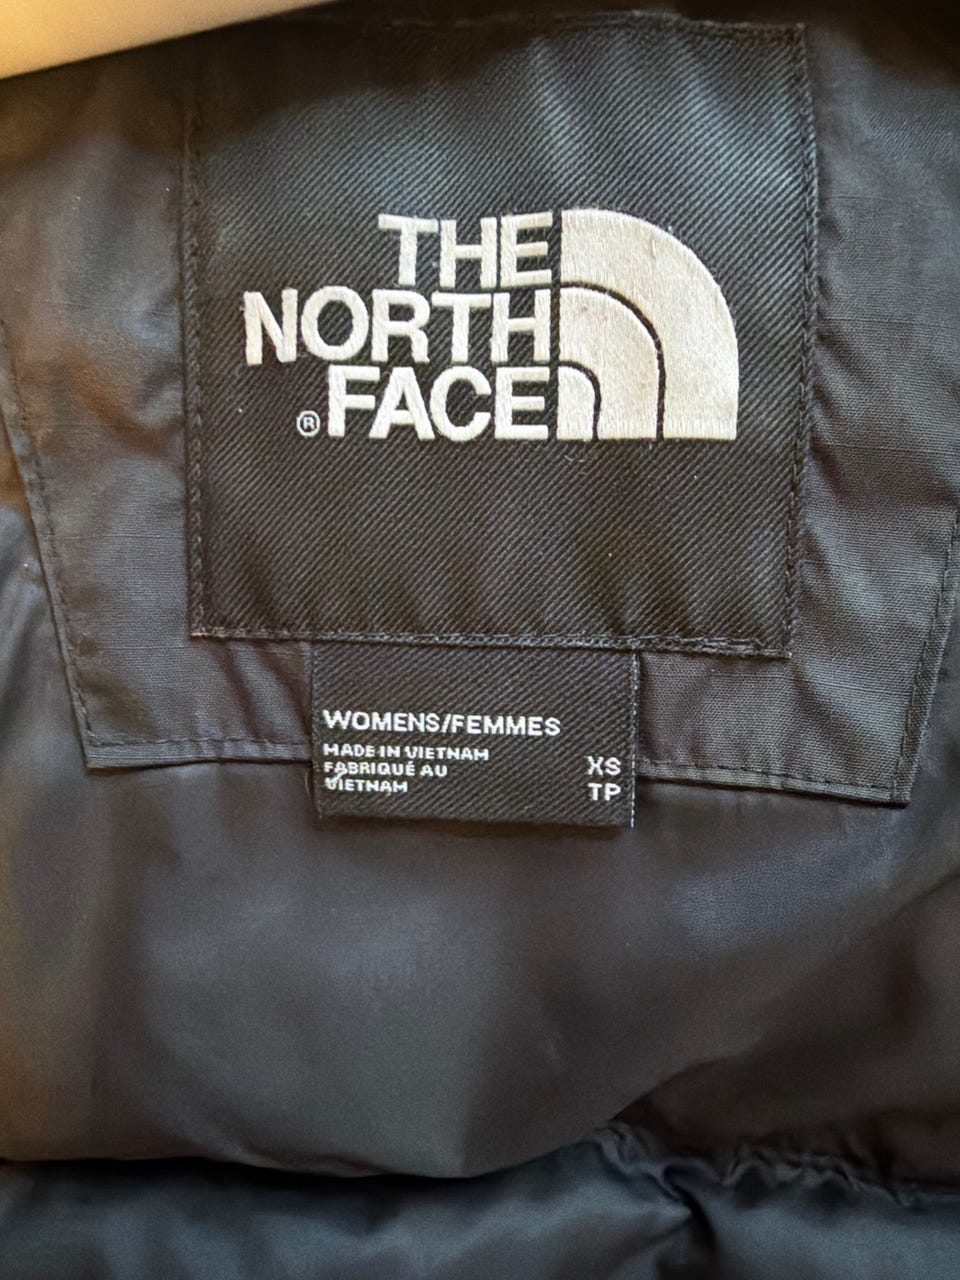 THE
NORTH
® FACE
WOMENS/FEMMES
MADE IN VIETNAM
FABRIQUÉ AU
VIETNAM
XS
TP